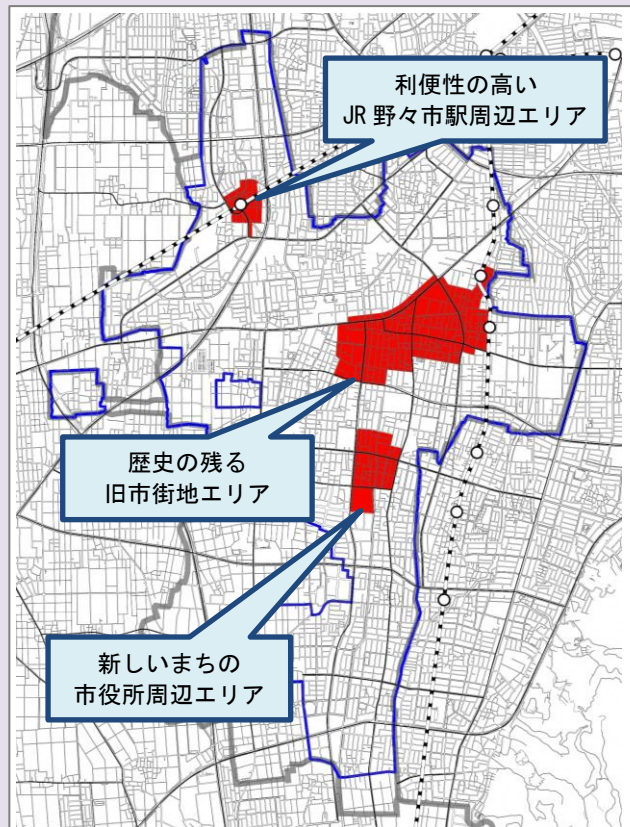 利便性の高い
JR野々市駅周辺エリア
歴史の残る
旧市街地エリア
新しいまちの
市役所周辺エリア